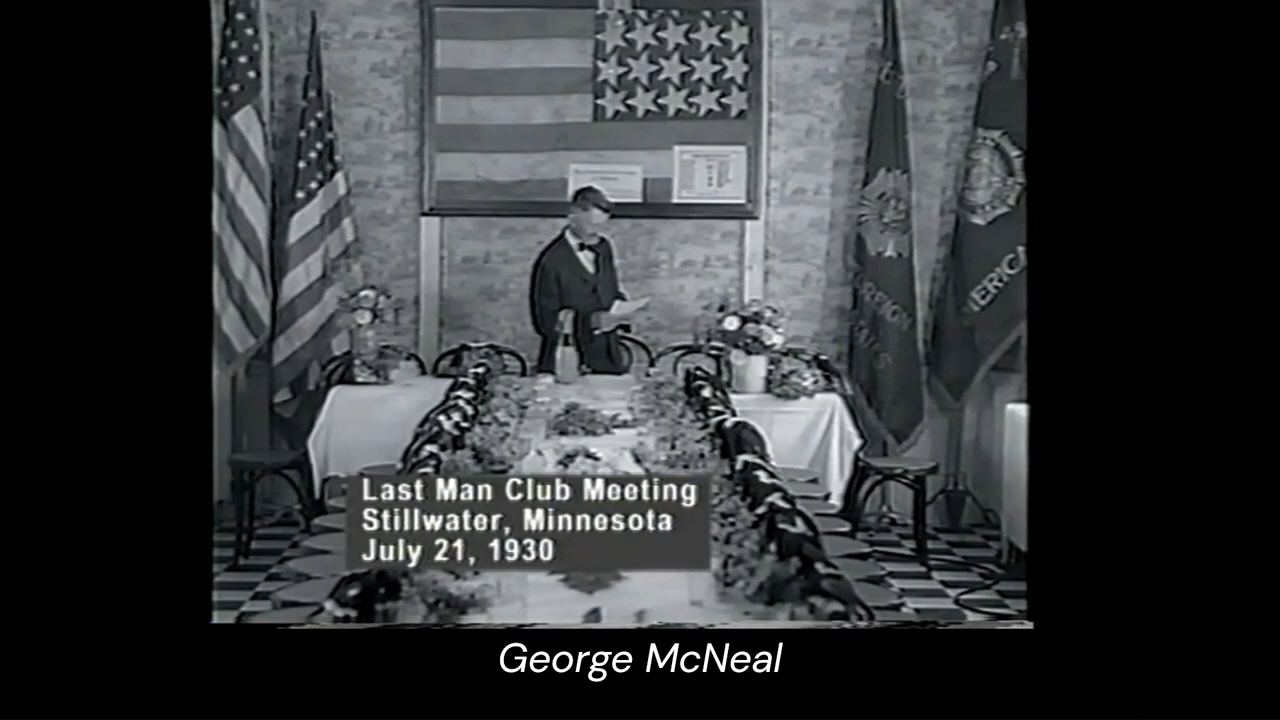 Last Man Club Meeting
Stillwater, Minnesota
July 21, 1930
George McNeal